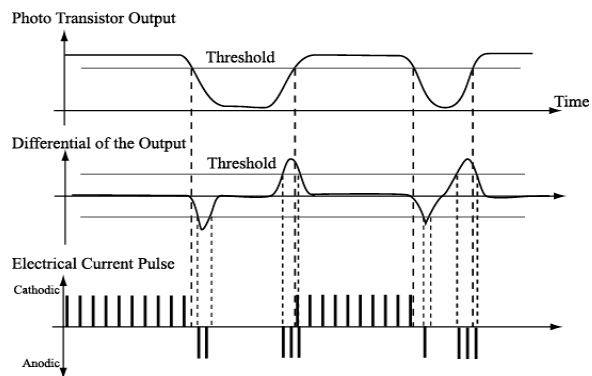 Photo Transistor Output
Threshold
Time
Differential of the Output
Threshold
Electrical Current Pulse
Cathodic
Anodic